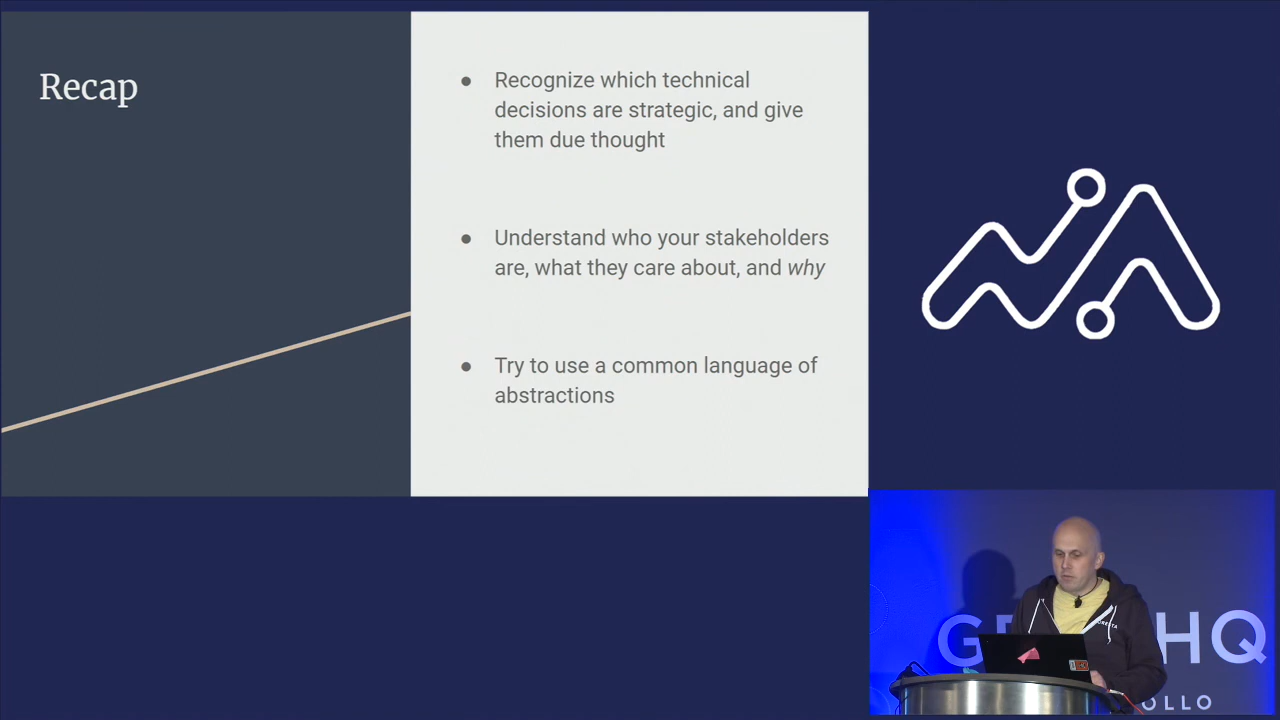 Recap
● Recognize which technical
decisions are strategic, and give
them due thought
● Understand who your stakeholders
are, what they care about, and why
● Try to use a common language of
abstractions
HQ